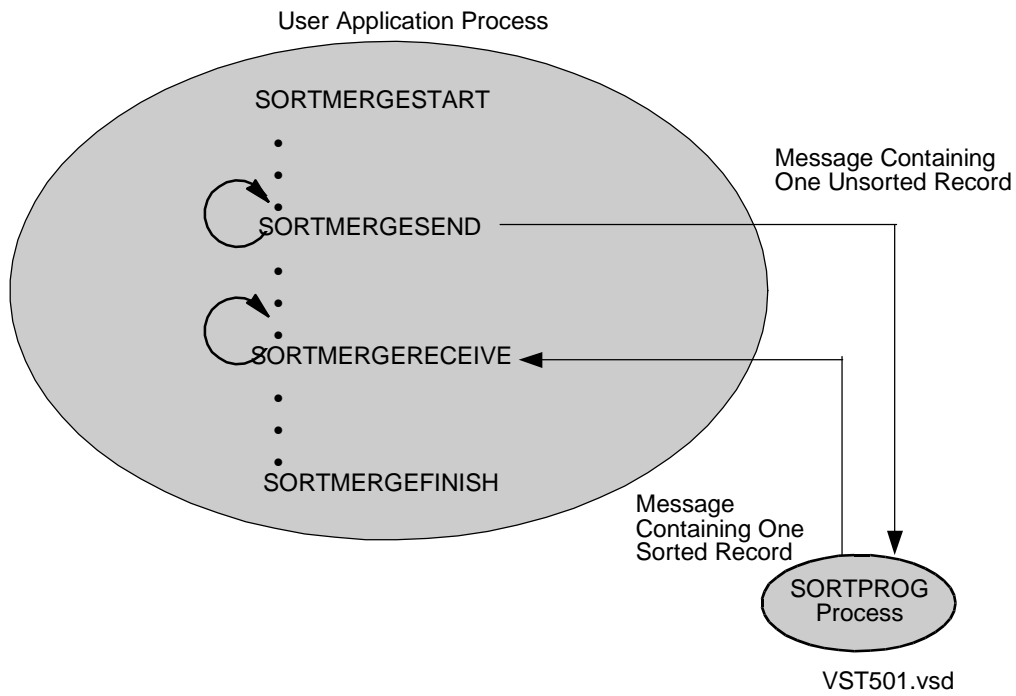 User Application Process
SORTMERGESTART
Message Containing
One Unsorted Record
SORTMERGESEND
SORTMERGERECEIVE
SORTMERGEFINISH
Message
Containing One
Sorted Record
SORTPROG
Process
VST501.vsd